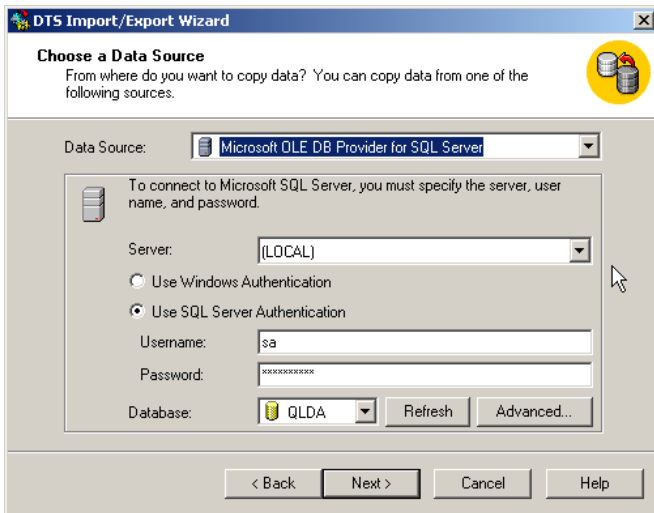 DTS Import/Export Wizard
Choose a Data Source
From where do you want to copy data? You can copy data from one of the
following sources.
Data Source: Microsoft OLE DB Provider for SQL Server
To connect to Microsoft SQL Server, you must specify the server, user
name, and password.
Server: (LOCAL)
Use Windows Authentication
Use SQL Server Authentication
Username: sa
Password: **********
Database: QLDA Refresh Advanced...
< Back Next > Cancel Help